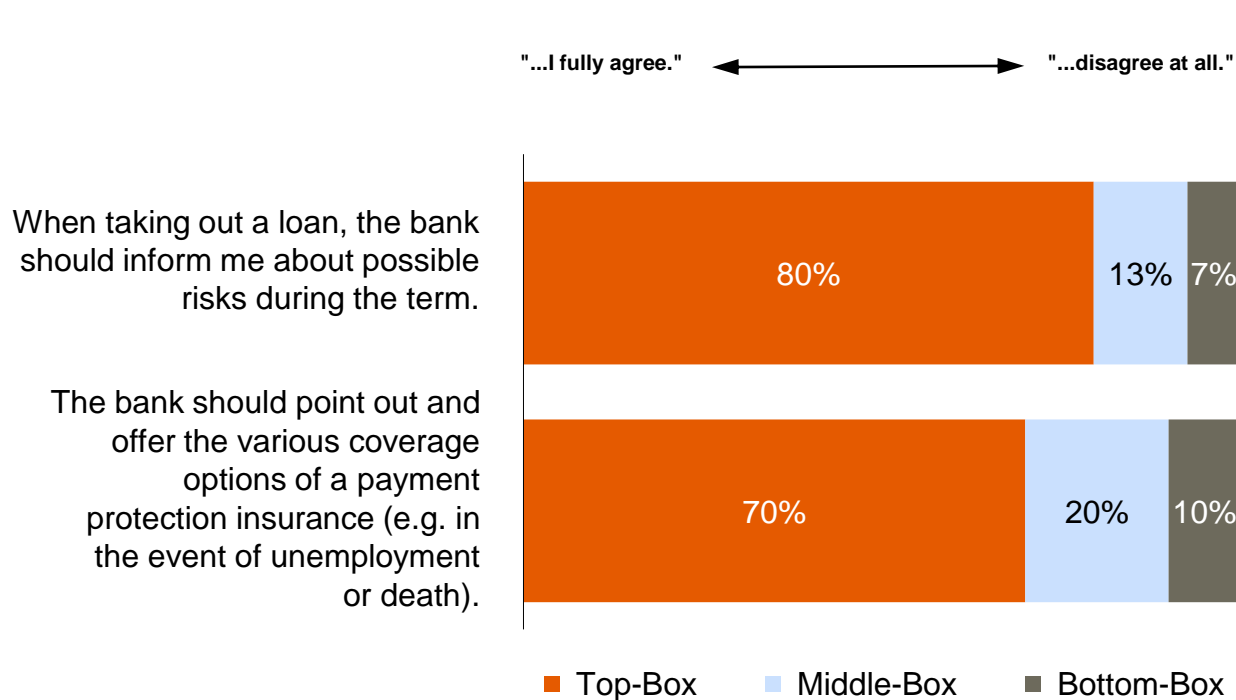 "...I fully agree." "...disagree at all."
When taking out a loan, the bank
should inform me about possible
risks during the term.
80% 13% 7%
The bank should point out and
offer the various coverage
options of a payment
protection insurance (e.g. in
the event of unemployment
or death).
70% 20% 10%
Top-Box Middle-Box Bottom-Box